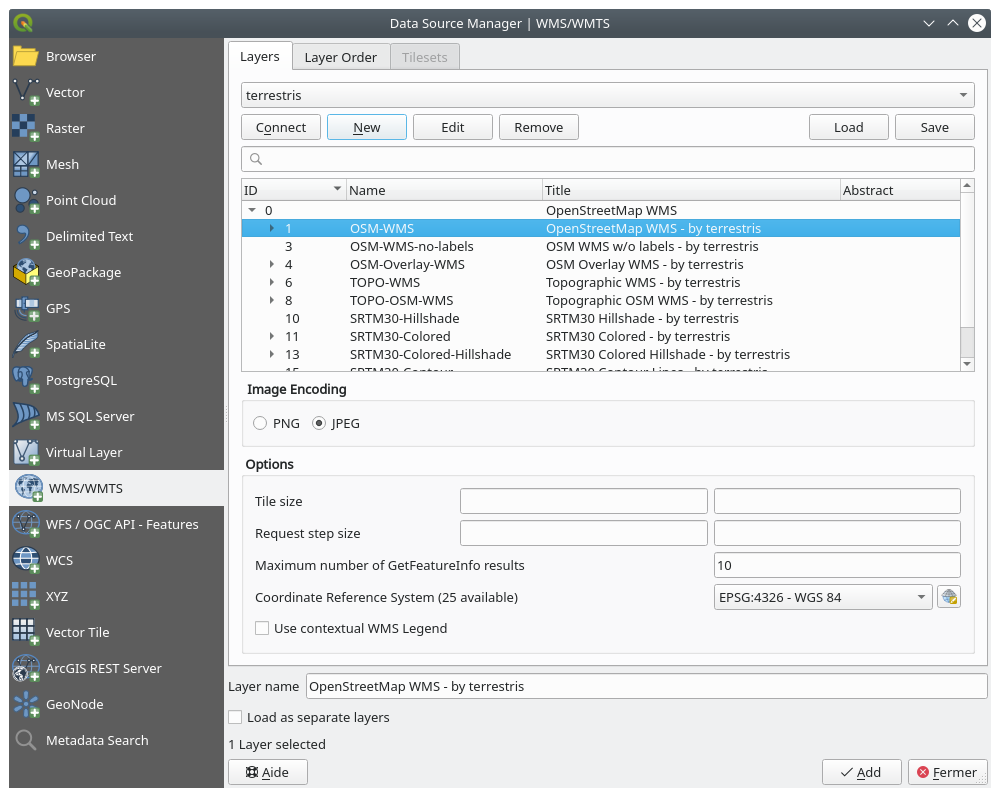 Data Source Manager | WMS/WMTS
Browser
Vector
Raster
Mesh
Point Cloud
Delimited Text
GeoPackage
GPS
SpatiaLite
PostgreSQL
MS SQL Server
Virtual Layer
WMS/WMTS
WFS / OGC API - Features
WCS
XYZ
Vector Tile
ArcGIS REST Server
GeoNode
Metadata Search
Layers Layer Order Tilesets
terrestris
Connect New Edit Remove Load Save
ID Name Title Abstract
0 OpenStreetMap WMS
1 OSM-WMS OpenStreetMap WMS - by terrestris
3 OSM-WMS-no-labels OSM WMS w/o labels - by terrestris
4 OSM-Overlay-WMS OSM Overlay WMS - by terrestris
6 TOPO-WMS Topographic WMS - by terrestris
8 TOPO-OSM-WMS Topographic OSM WMS - by terrestris
10 SRTM30-Hillshade SRTM30 Hillshade - by terrestris
11 SRTM30-Colored SRTM30 Colored - by terrestris
13 SRTM30-Colored-Hillshade SRTM30 Colored Hillshade - by terrestris
15 SRTM30-Contour SRTM30 Contour Lines - by terrestris
Image Encoding
PNG JPEG
Options
Tile size
Request step size
Maximum number of GetFeatureInfo results 10
Coordinate Reference System (25 available) EPSG:4326 - WGS 84
Use contextual WMS Legend
Layer name OpenStreetMap WMS - by terrestris
Load as separate layers
1 Layer selected
Aide Add Fermer